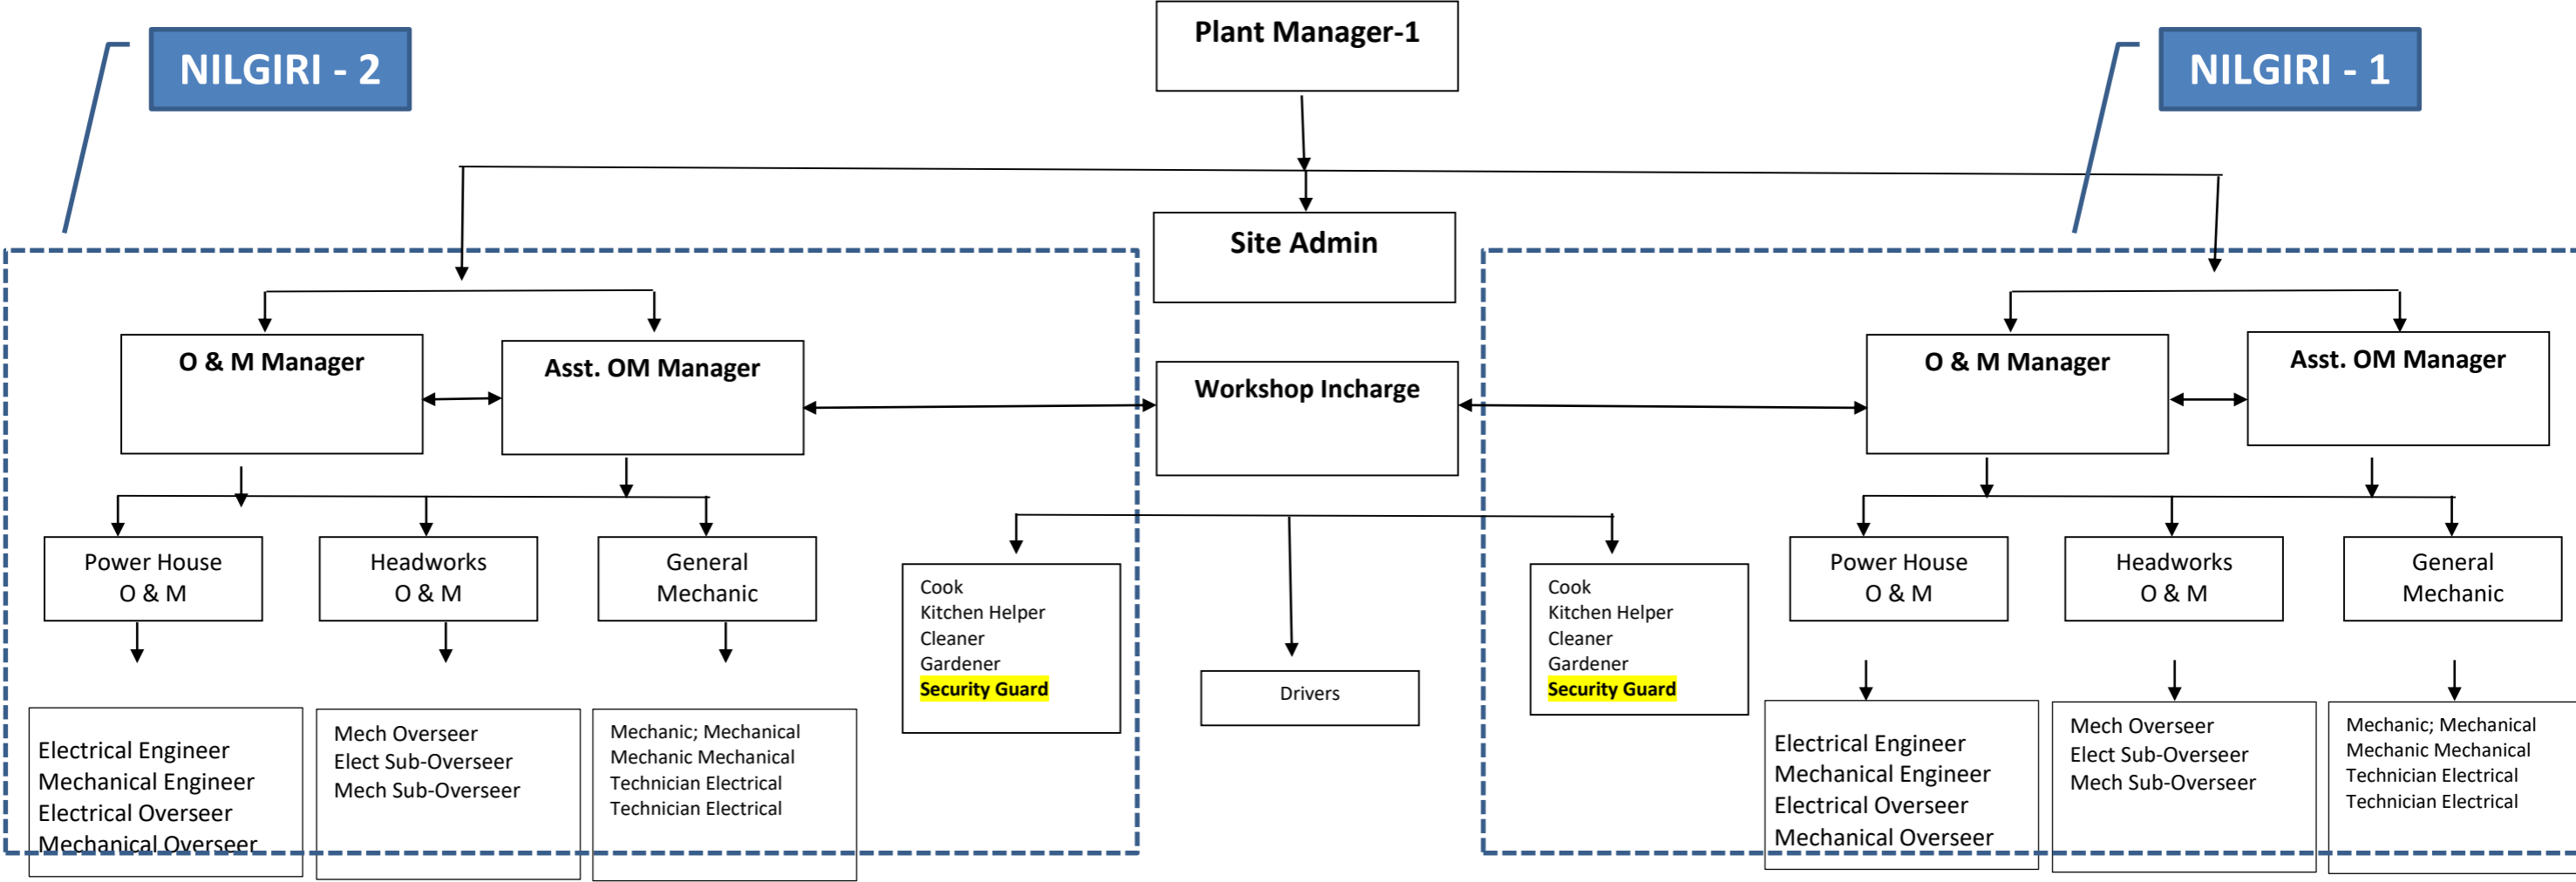 Plant Manager-1
NILGIRI - 2
NILGIRI - 1
Site Admin
O & M Manager
Asst. OM Manager
Workshop Incharge
O & M Manager
Asst. OM Manager
Power House
O & M
Headworks
O & M
General
Mechanic
Cook
Kitchen Helper
Cleaner
Gardener
Security Guard
Drivers
Cook
Kitchen Helper
Cleaner
Gardener
Security Guard
Power House
O & M
Headworks
O & M
General
Mechanic
Electrical Engineer
Mechanical Engineer
Electrical Overseer
Mechanical Overseer
Mech Overseer
Elect Sub-Overseer
Mech Sub-Overseer
Mechanic; Mechanical
Mechanic Mechanical
Technician Electrical
Technician Electrical
Electrical Engineer
Mechanical Engineer
Electrical Overseer
Mechanical Overseer
Mech Overseer
Elect Sub-Overseer
Mech Sub-Overseer
Mechanic; Mechanical
Mechanic Mechanical
Technician Electrical
Technician Electrical